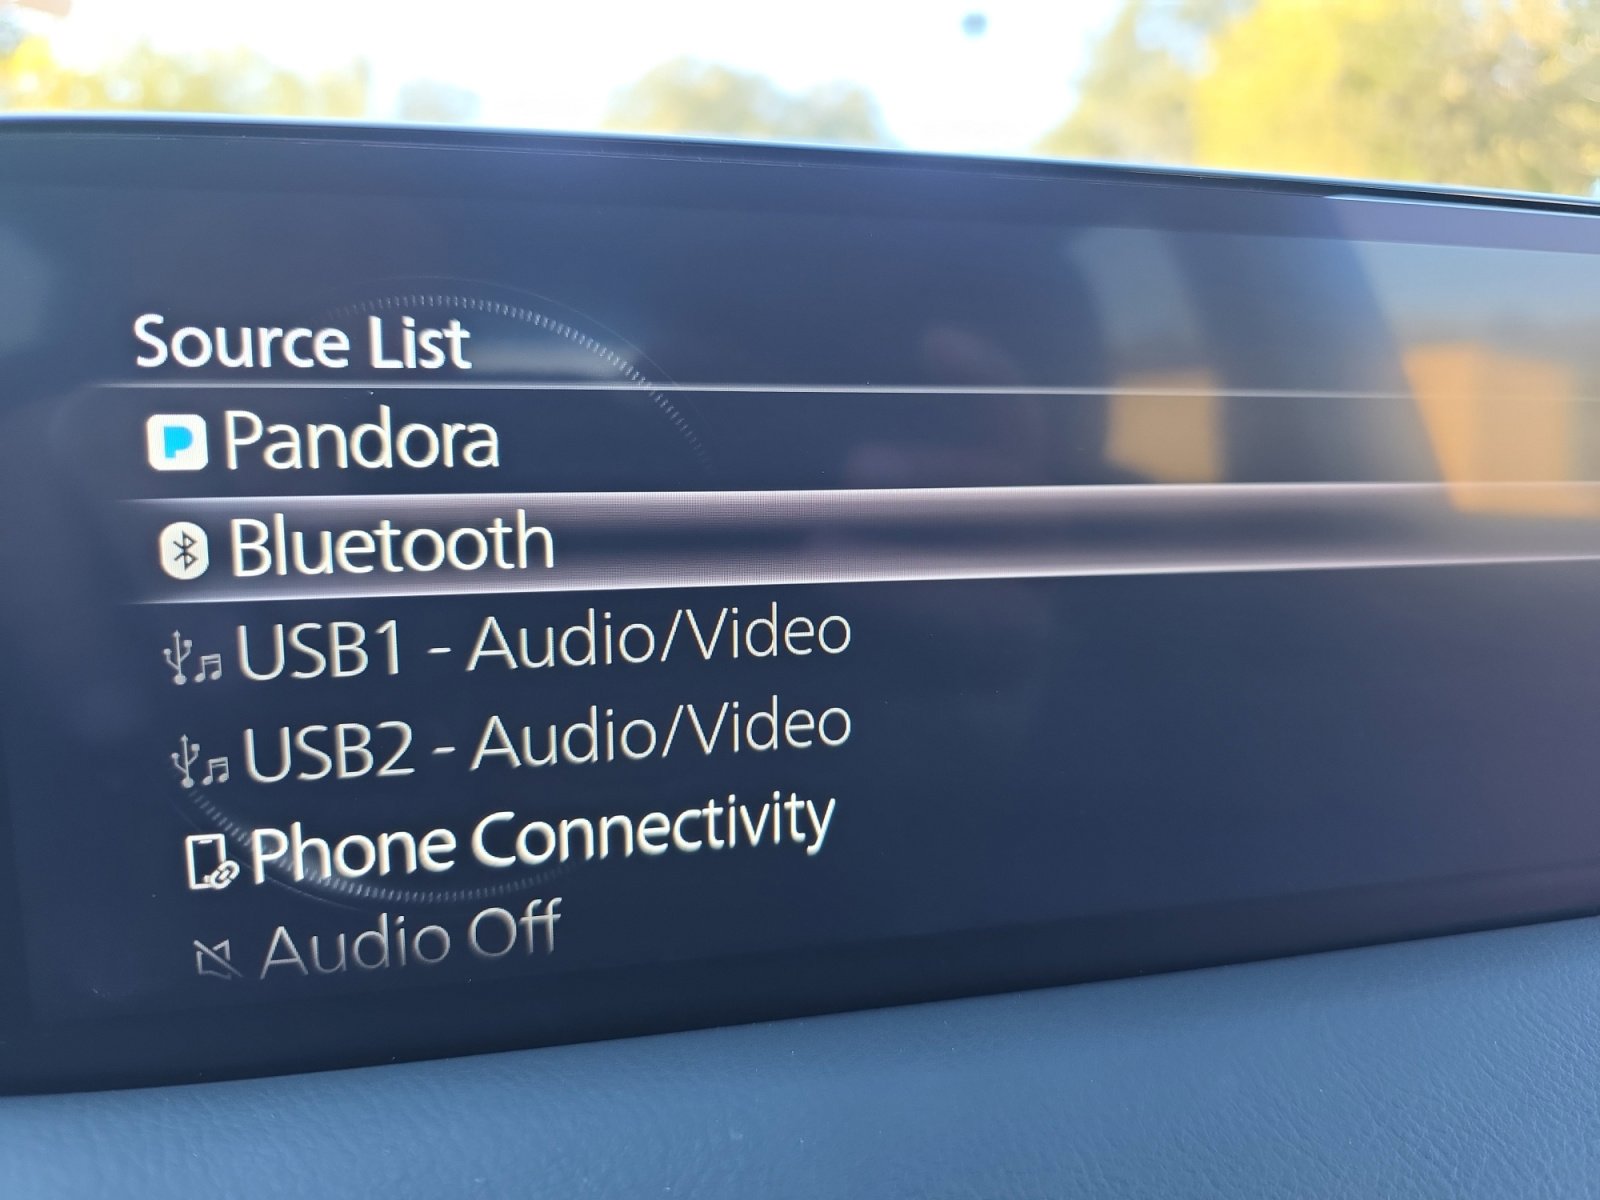 Source List
Pandora
Bluetooth
USB1 - Audio/Video
USB2 - Audio/Video
Phone Connectivity
Audio Off